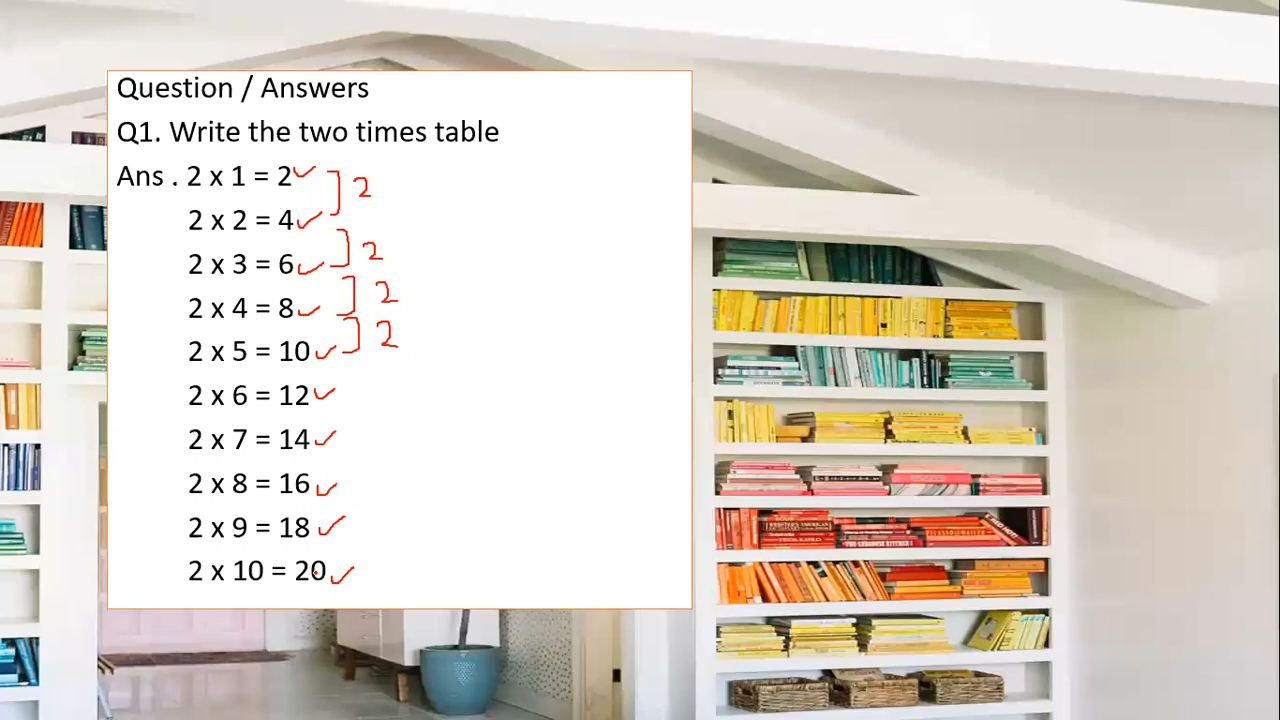 Question / Answers
Q1. Write the two times table
Ans . 2 x 1 = 2 2
2 x 2 = 4
2 x 3 = 6 2
2 x 4 = 8 2
2 x 5 = 10 2
2 x 6 = 12
2 x 7 = 14
2 x 8 = 16
2 x 9 = 18
2 x 10 = 20